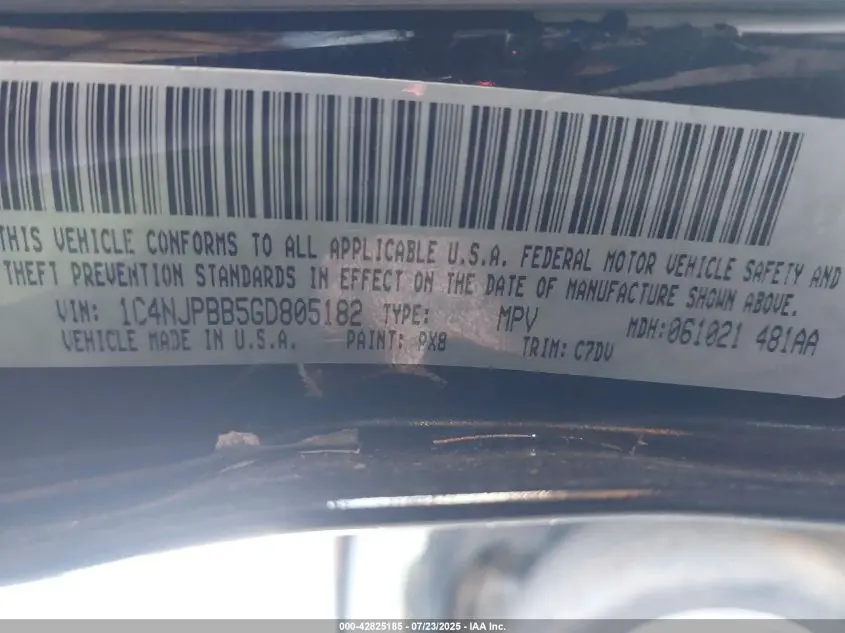 THIS VEHICLE CONFORMS TO ALL APPLICABLE U.S.A. FEDERAL MOTOR VEHICLE SAFETY AND
THEFT PREVENTION STANDARDS IN EFFECT ON THE DATE OF MANUFACTURE SHOWN ABOVE.
VIN: 1C4NJPBB5GD805182 TYPE: MPV MDH:061021 481AA
VEHICLE MADE IN U.S.A. PAINT: PX8 TRIM: C7DV
000-42825185 - 07/23/2025 - IAA Inc.